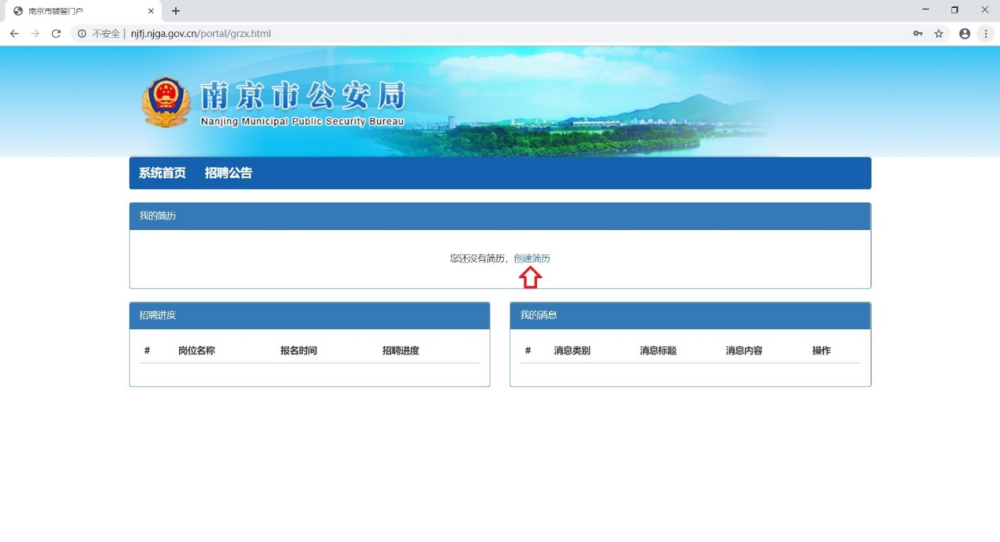 南京市辅警门户
不安全 | njfj.njga.gov.cn/portal/grzx.html
南京市公安局
Nanjing Municipal Public Security Bureau
系统首页 招聘公告
我的简历
您还没有简历，创建简历
招聘进度
# 岗位名称 报名时间 招聘进度
我的消息
# 消息类别 消息标题 消息内容 操作